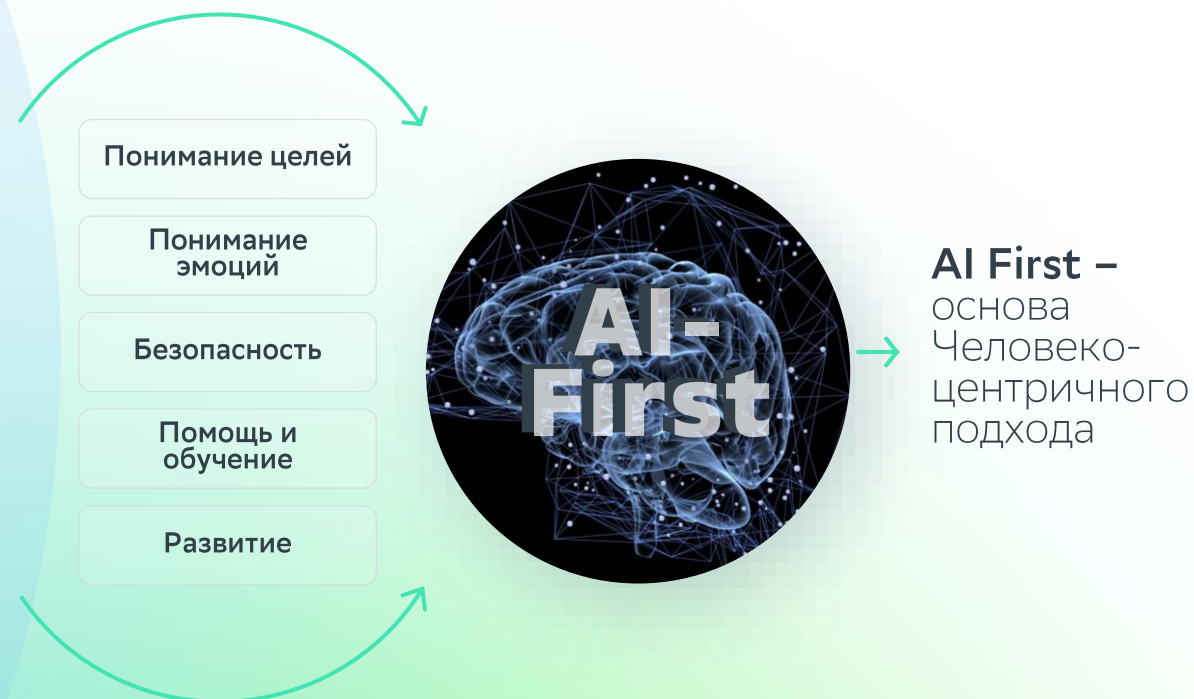 Понимание целей
Понимание
эмоций
Безопасность
Помощь и
обучение
Развитие
AI-
First
AI First –
основа
Человеко-
центричного
подхода